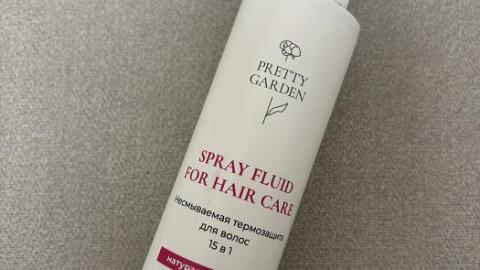 PRETTY
GARDEN
SPRAY FLUID
FOR HAIR CARE
Несмываемая термозащита
для волос
15 в 1